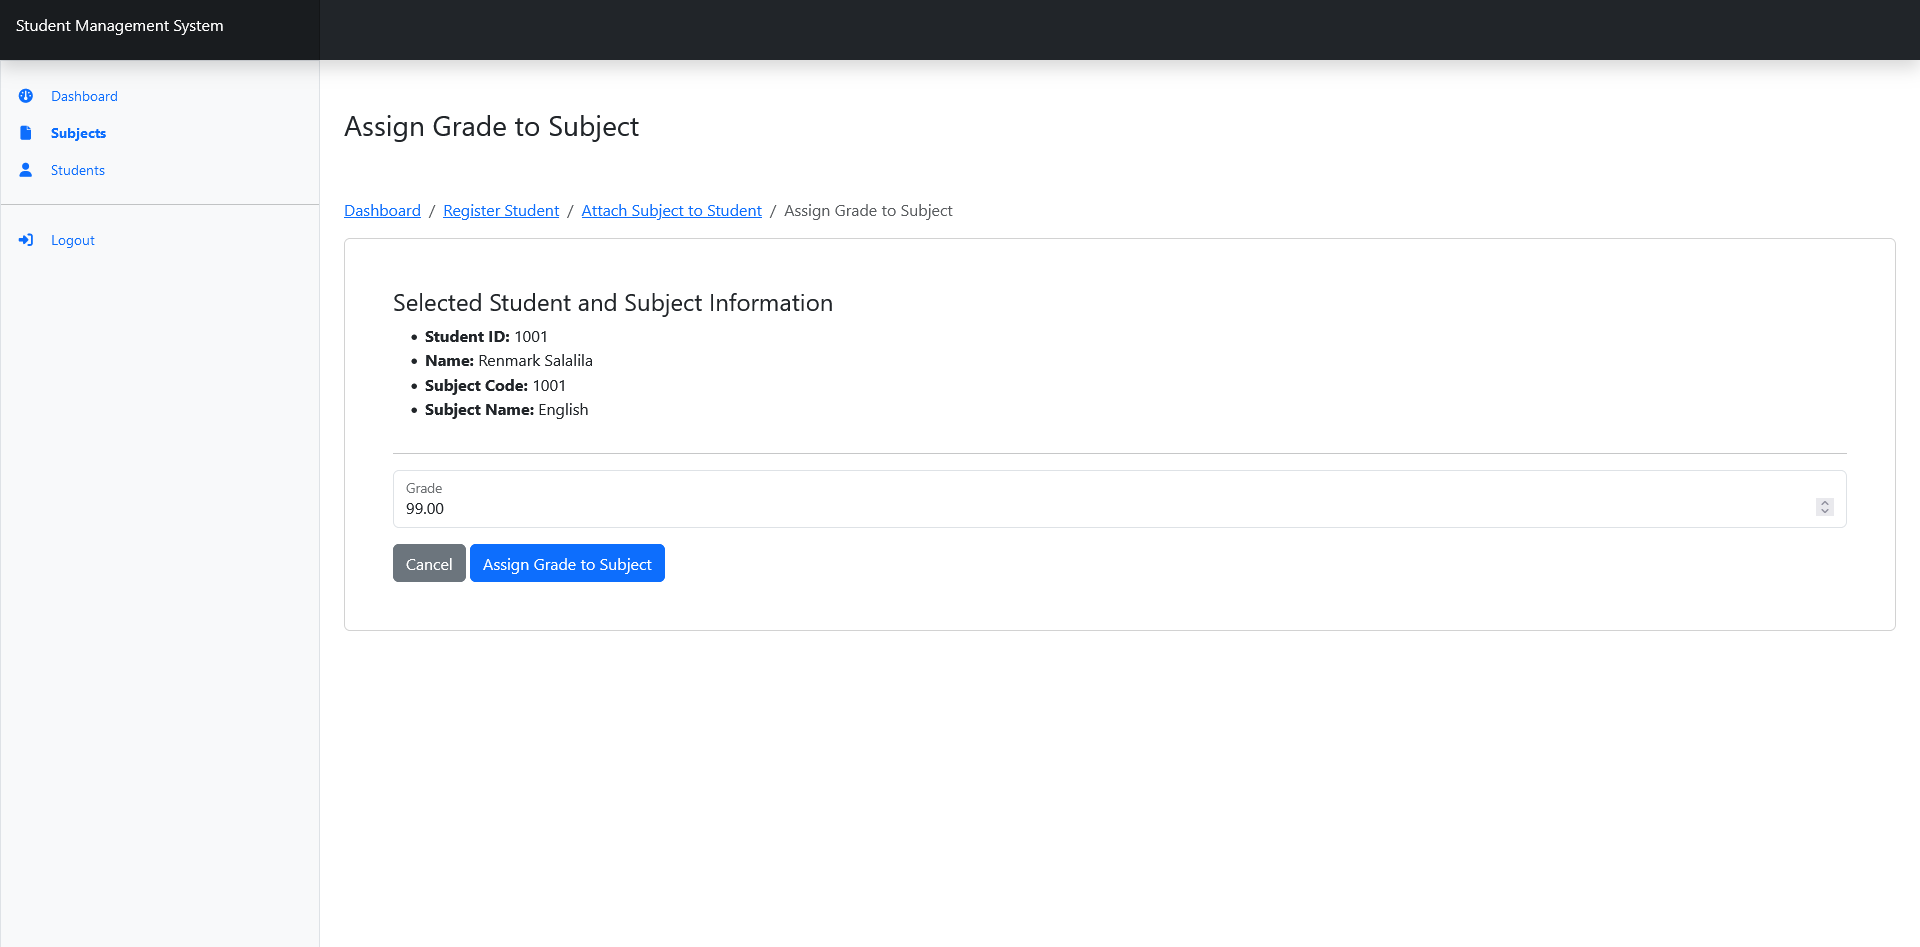 Student Management System
Dashboard
Subjects
Students
Logout
Assign Grade to Subject
Dashboard / Register Student / Attach Subject to Student / Assign Grade to Subject
Selected Student and Subject Information
• Student ID: 1001
• Name: Renmark Salalila
• Subject Code: 1001
• Subject Name: English
Grade
99.00
Cancel Assign Grade to Subject